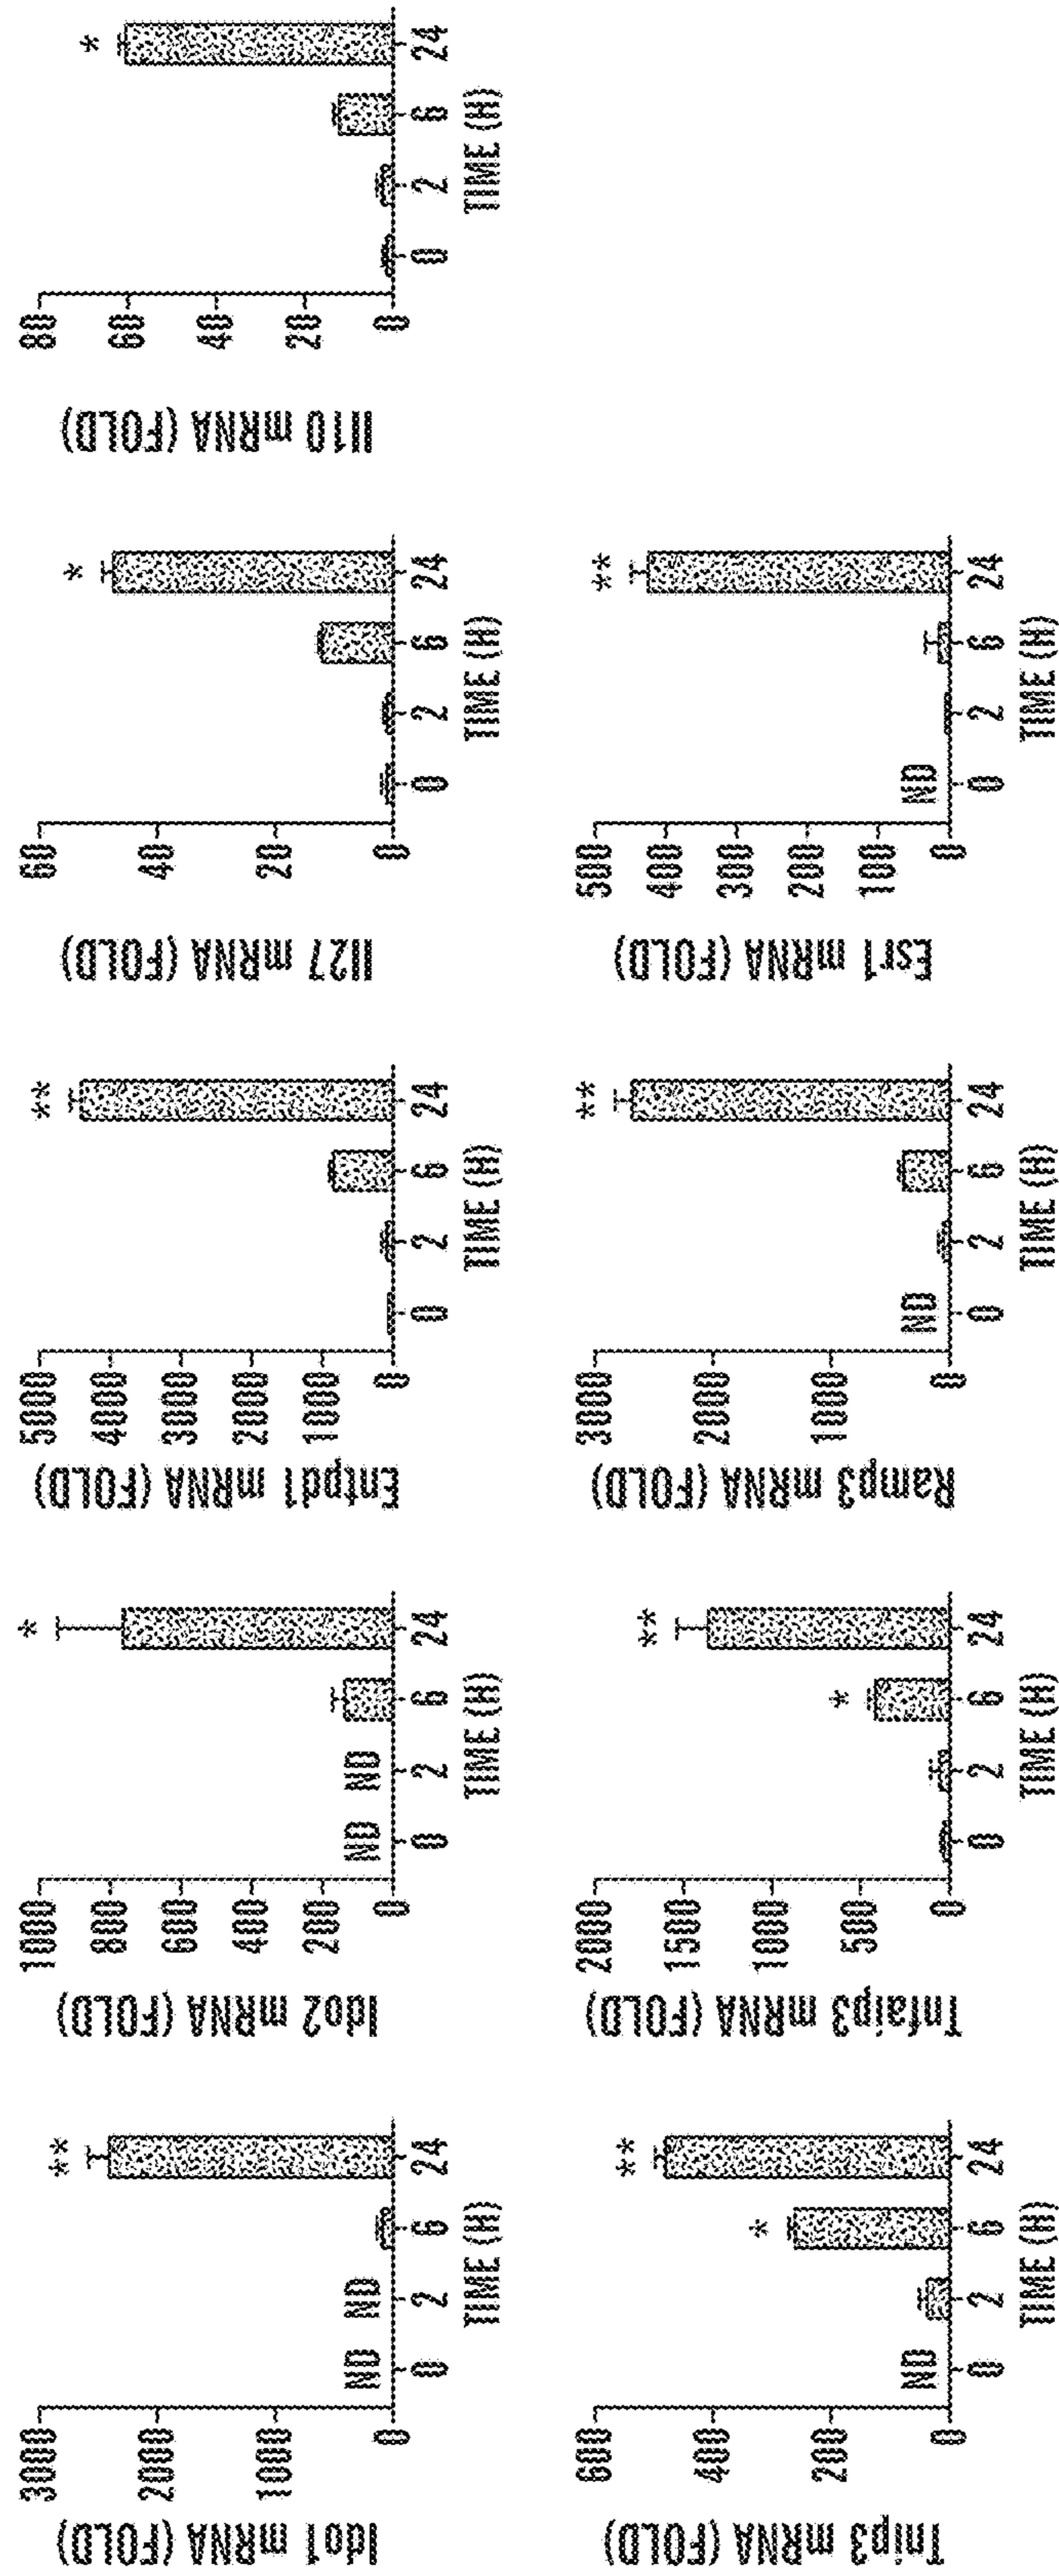 Ido1 mRNA (FOLD)
3000
2000
1000
0
ND
ND
**
0 2 6 24
TIME (H)
Ido2 mRNA (FOLD)
1000
800
600
400
200
0
ND
ND
*
0 2 6 24
TIME (H)
Entpd1 mRNA (FOLD)
5000
4000
3000
2000
1000
0
**
0 2 6 24
TIME (H)
Il27 mRNA (FOLD)
60
40
20
0
*
0 2 6 24
TIME (H)
Il10 mRNA (FOLD)
80
60
40
20
0
*
0 2 6 24
TIME (H)
Tnip3 mRNA (FOLD)
600
400
200
0
ND
*
**
0 2 6 24
TIME (H)
Tnfaip3 mRNA (FOLD)
2000
1500
1000
500
0
*
**
0 2 6 24
TIME (H)
Ramp3 mRNA (FOLD)
3000
2000
1000
0
ND
**
0 2 6 24
TIME (H)
Esr1 mRNA (FOLD)
500
400
300
200
100
0
ND
**
0 2 6 24
TIME (H)